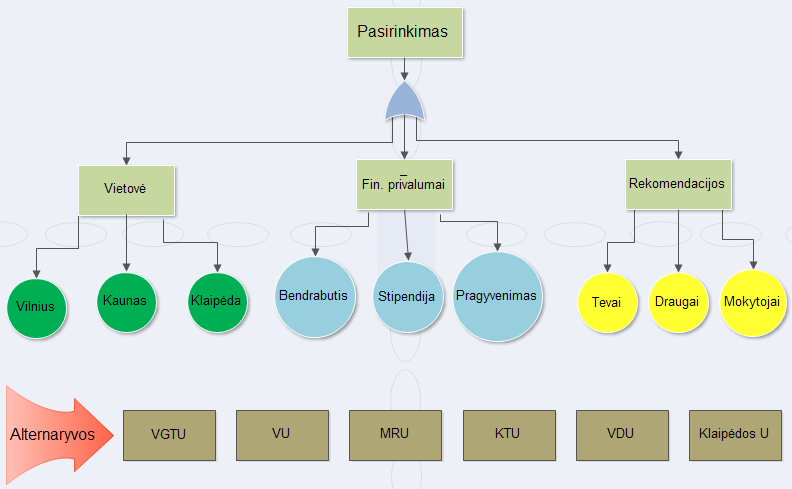 Pasirinkimas
Vietovė
Fin. privalumai
Rekomendacijos
Vilnius
Kaunas
Klaipėda
Bendrabutis
Stipendija
Pragyvenimas
Tevai
Draugai
Mokytojai
Alternaryvos
VGTU
VU
MRU
KTU
VDU
Klaipėdos U